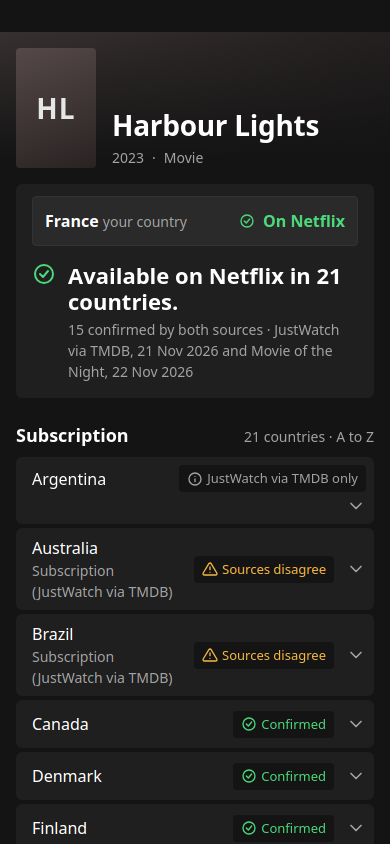 HL
Harbour Lights
2023 · Movie
France your country
On Netflix
Available on Netflix in 21
countries.
15 confirmed by both sources · JustWatch
via TMDB, 21 Nov 2026 and Movie of the
Night, 22 Nov 2026
Subscription
21 countries · A to Z
Argentina
JustWatch via TMDB only
Australia
Subscription
(JustWatch via TMDB)
Sources disagree
Brazil
Subscription
(JustWatch via TMDB)
Sources disagree
Canada
Confirmed
Denmark
Confirmed
Finland
Confirmed